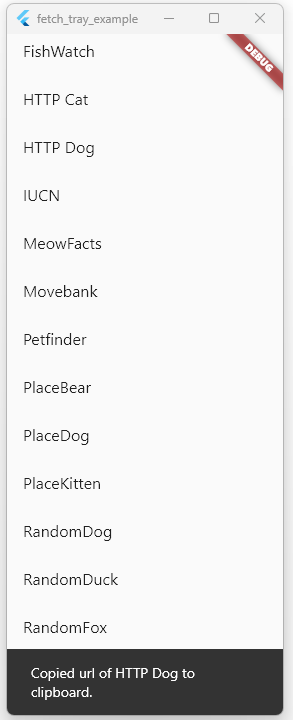 fetch_tray_example
DEBUG
FishWatch
HTTP Cat
HTTP Dog
IUCN
MeowFacts
Movebank
Petfinder
PlaceBear
PlaceDog
PlaceKitten
RandomDog
RandomDuck
RandomFox
Copied url of HTTP Dog to
clipboard.